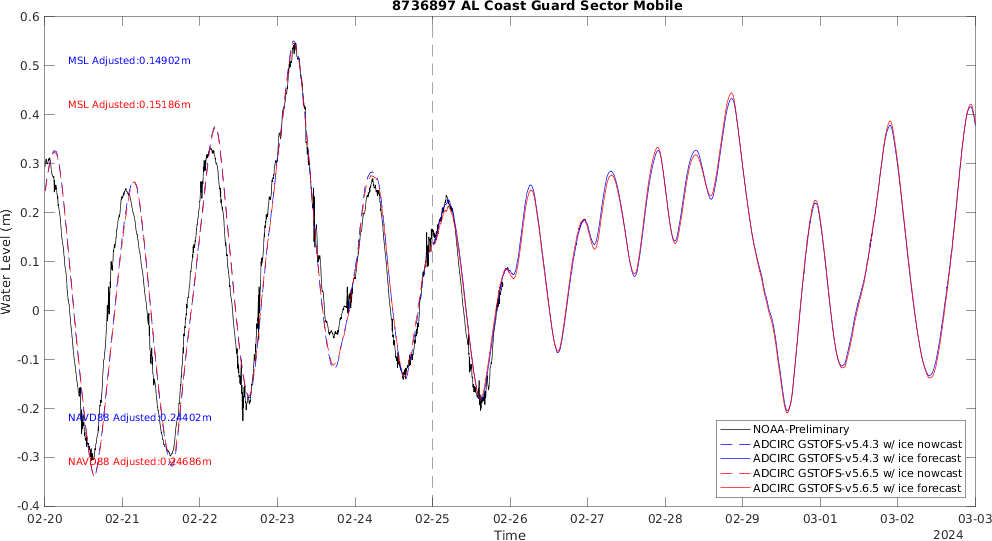 8736897 AL Coast Guard Sector Mobile
0.6
0.5
0.4
0.3
0.2
0.1
0
-0.1
-0.2
-0.3
-0.4
Water Level (m)
MSL Adjusted:0.14902m
MSL Adjusted:0.15186m
NAVD88 Adjusted:0.24402m
NAVD88 Adjusted:0.24686m
NOAA-Preliminary
ADCIRC GSTOFS-v5.4.3 w/ ice nowcast
ADCIRC GSTOFS-v5.4.3 w/ ice forecast
ADCIRC GSTOFS-v5.6.5 w/ ice nowcast
ADCIRC GSTOFS-v5.6.5 w/ ice forecast
02-20 02-21 02-22 02-23 02-24 02-25 02-26 02-27 02-28 02-29 03-01 03-02 03-03
Time
2024